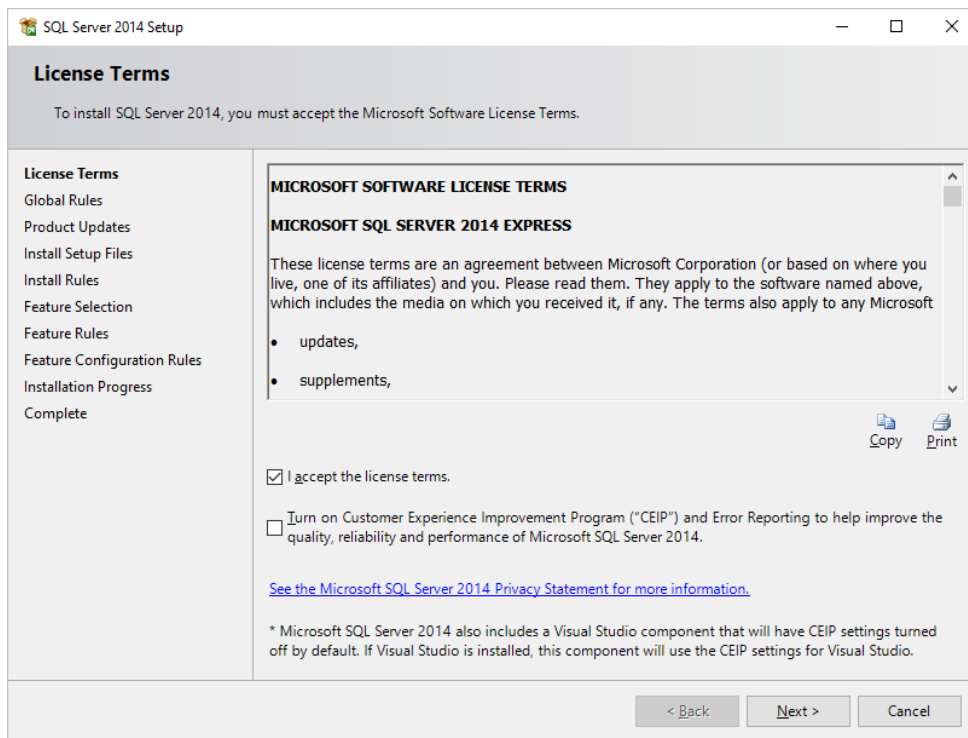 SQL Server 2014 Setup
License Terms
To install SQL Server 2014, you must accept the Microsoft Software License Terms.
License Terms
Global Rules
Product Updates
Install Setup Files
Install Rules
Feature Selection
Feature Rules
Feature Configuration Rules
Installation Progress
Complete
MICROSOFT SOFTWARE LICENSE TERMS
MICROSOFT SQL SERVER 2014 EXPRESS
These license terms are an agreement between Microsoft Corporation (or based on where you
live, one of its affiliates) and you. Please read them. They apply to the software named above,
which includes the media on which you received it, if any. The terms also apply to any Microsoft
• updates,
• supplements,
Copy Print
I accept the license terms.
Turn on Customer Experience Improvement Program (“CEIP”) and Error Reporting to help improve the
quality, reliability and performance of Microsoft SQL Server 2014.
See the Microsoft SQL Server 2014 Privacy Statement for more information.
* Microsoft SQL Server 2014 also includes a Visual Studio component that will have CEIP settings turned
off by default. If Visual Studio is installed, this component will use the CEIP settings for Visual Studio.
< Back Next > Cancel